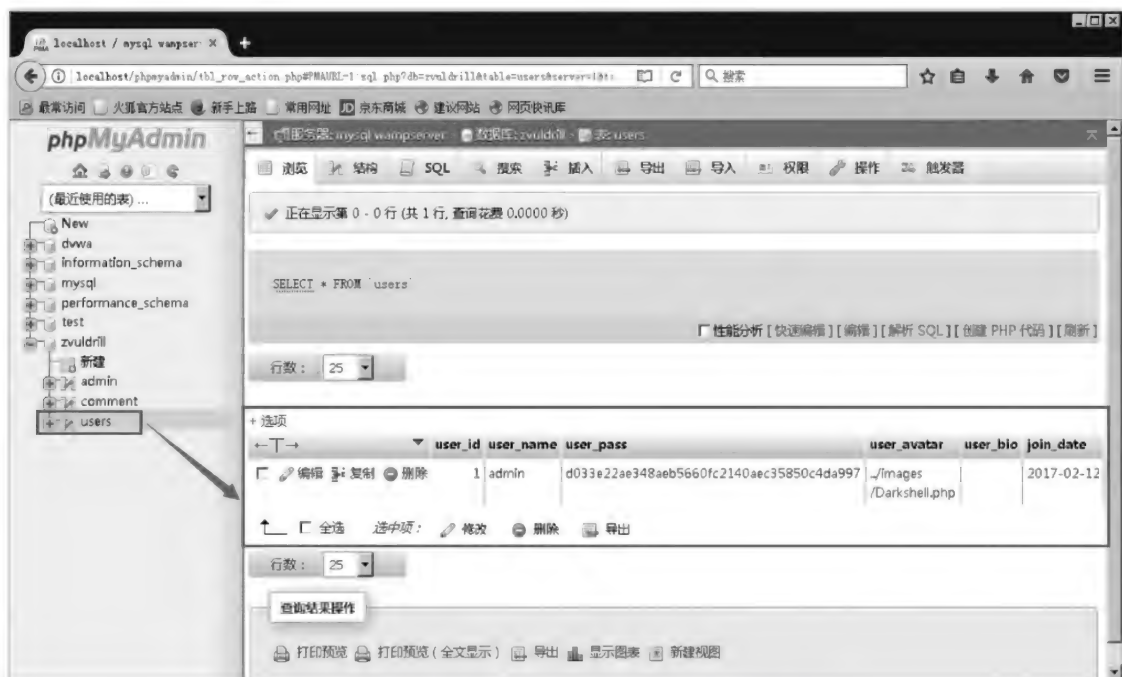 localhost / mysql wampser
localhost/phpmyadmin/tbl_row_action.php#PMAURL-1:sql.php?db=zvuldrill&table=users&server=1&t
搜索
最常访问 火狐官方站点 新手上路 常用网址 京东商城 建议网站 网页快讯库
phpMyAdmin
服务器: mysql wampserver 数据库: zvuldrill 表: users
浏览 结构 SQL 搜索 插入 导出 导入 权限 操作 触发器
(最近使用的表) ...
正在显示第 0 - 0 行 (共 1 行, 查询花费 0.0000 秒)
New
dvwa
information_schema
mysql
performance_schema
test
zvuldrill
新建
admin
comment
users
SELECT * FROM `users`
性能分析 [ 快速编辑 ] [ 编辑 ] [ 解析 SQL ] [ 创建 PHP 代码 ] [ 刷新 ]
行数： 25
+ 选项
←T→ user_id user_name user_pass user_avatar user_bio join_date
编辑 复制 删除 1 admin d033e22ae348aeb5660fc2140aec35850c4da997 ../images 2017-02-12
/Darkshell.php
全选 选中项： 修改 删除 导出
行数： 25
查询结果操作
打印预览 打印预览 ( 全文显示 ) 导出 显示图表 新建视图